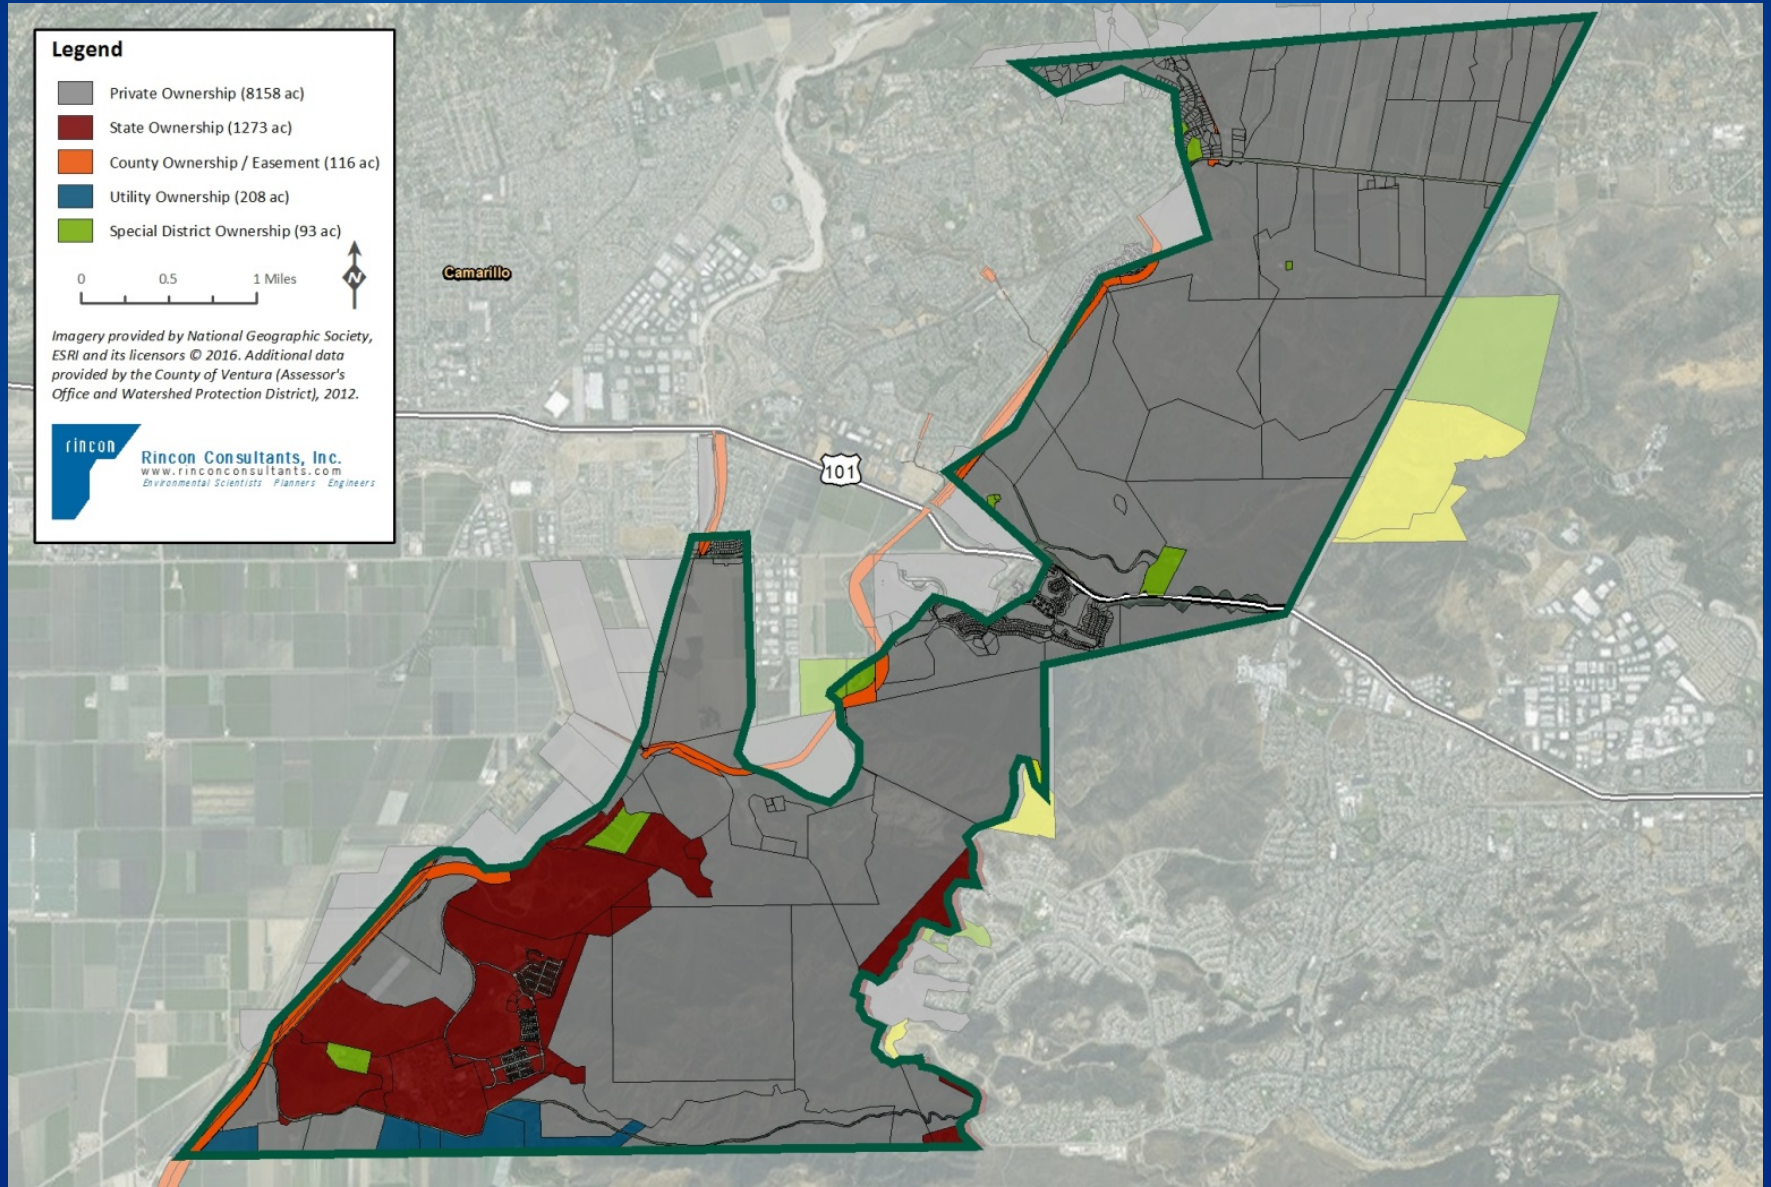 Legend
Private Ownership (8158 ac)
State Ownership (1273 ac)
County Ownership / Easement (116 ac)
Utility Ownership (208 ac)
Special District Ownership (93 ac)
0 0.5 1 Miles
N
Imagery provided by National Geographic Society,
ESRI and its licensors © 2016. Additional data
provided by the County of Ventura (Assessor's
Office and Watershed Protection District), 2012.
rincon
Rincon Consultants, Inc.
www.rinconconsultants.com
Environmental Scientists Planners Engineers
Camarillo
101